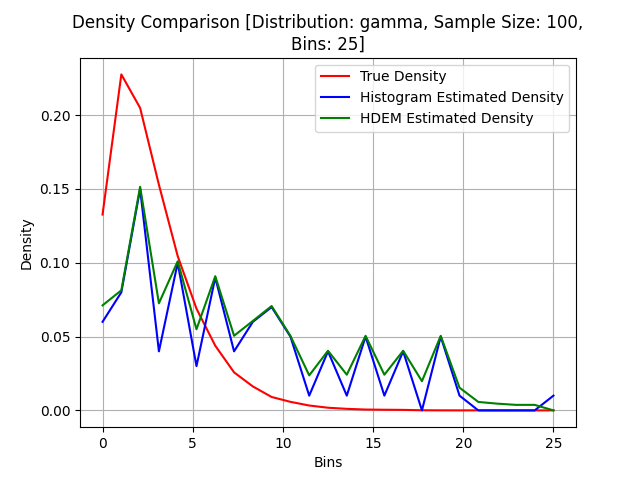 Density Comparison [Distribution: gamma, Sample Size: 100,
Bins: 25]
True Density
Histogram Estimated Density
HDEM Estimated Density
Density
0.20
0.15
0.10
0.05
0.00
0
5
10
15
20
25
Bins